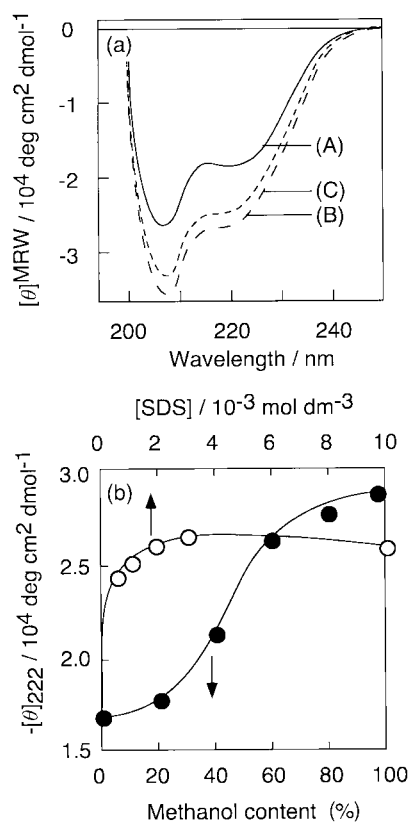 (a)
0
-1
-2
-3
[θ]MRW / 10⁴ deg cm² dmol⁻¹
(A)
(C)
(B)
200 220 240
Wavelength / nm
[SDS] / 10⁻³ mol dm⁻³
0 2 4 6 8 10
(b)
3.0
2.5
2.0
1.5
-[θ]222 / 10⁴ deg cm² dmol⁻¹
0 20 40 60 80 100
Methanol content (%)